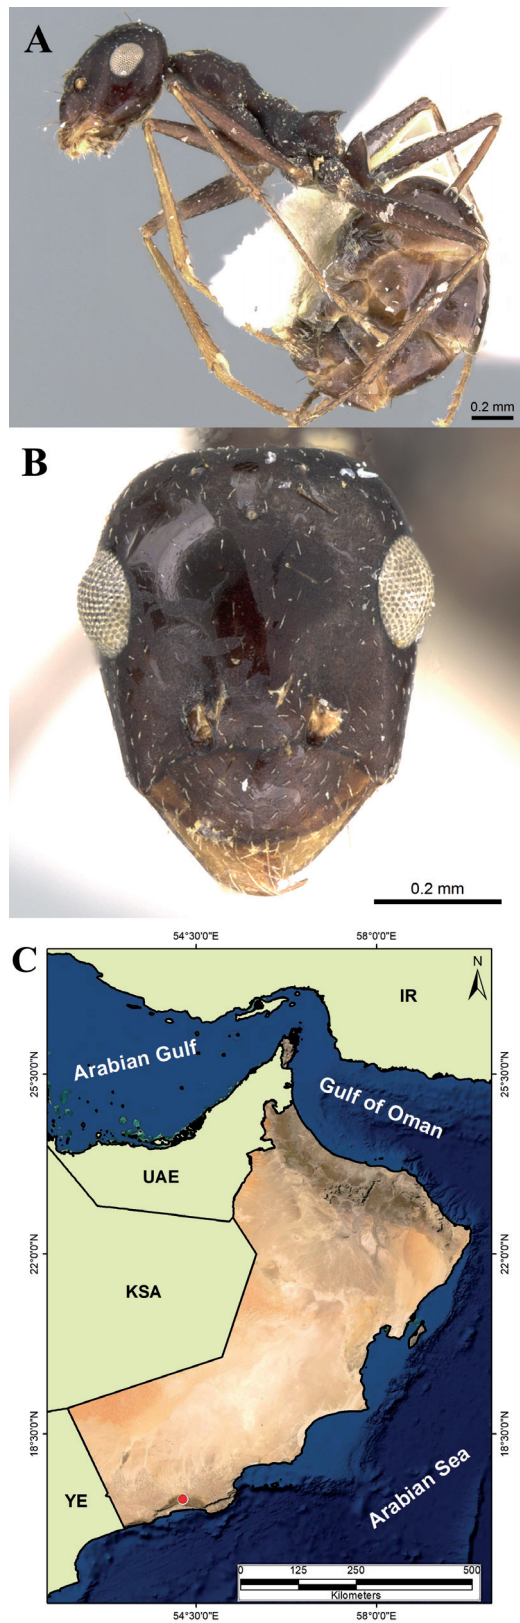 A
0.2 mm
B
0.2 mm
C
54°30'0"E 58°0'0"E
N
IR
Arabian Gulf
25°30'0"N 25°30'0"N
Gulf of Oman
UAE
22°0'0"N 22°0'0"N
KSA
18°30'0"N 18°30'0"N
YE
Arabian Sea
0 125 250 500
Kilometers
54°30'0"E 58°0'0"E